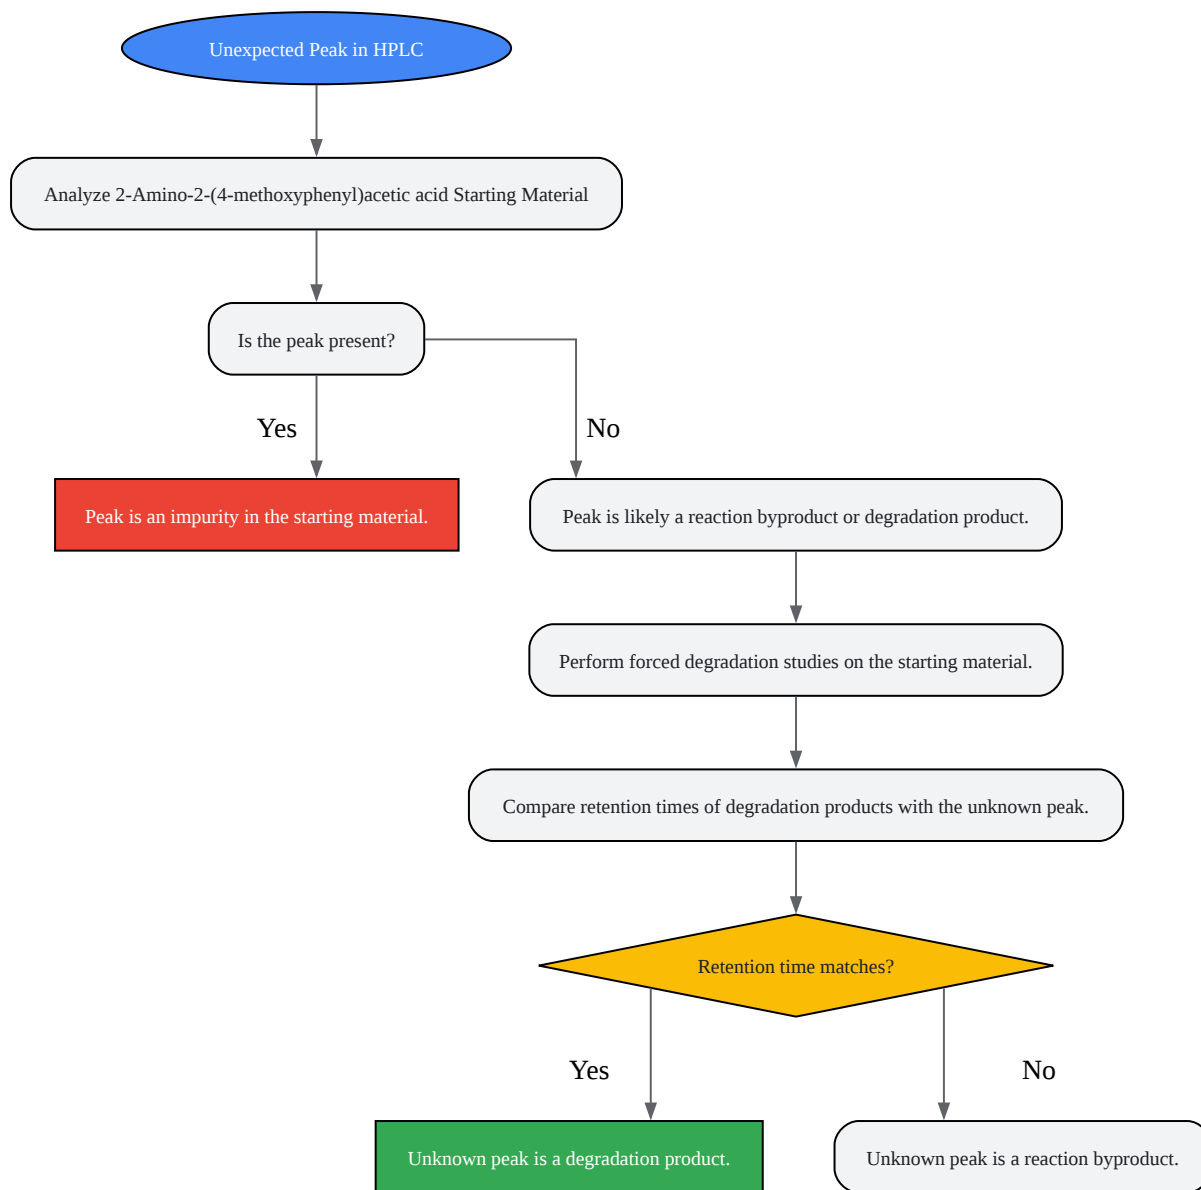 Unexpected Peak in HPLC
Analyze 2-Amino-2-(4-methoxyphenyl)acetic acid Starting Material
Is the peak present?
Yes
No
Peak is an impurity in the starting material.
Peak is likely a reaction byproduct or degradation product.
Perform forced degradation studies on the starting material.
Compare retention times of degradation products with the unknown peak.
Retention time matches?
Yes
No
Unknown peak is a degradation product.
Unknown peak is a reaction byproduct.